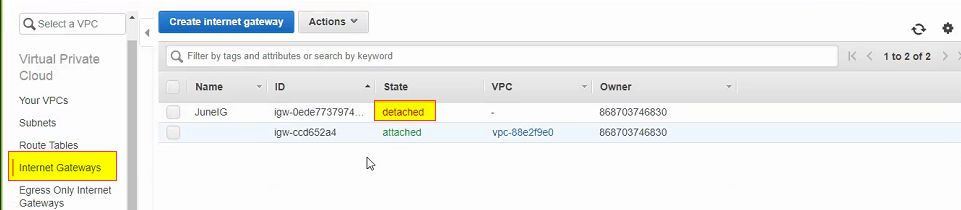 Select a VPC
Create internet gateway Actions
Filter by tags and attributes or search by keyword
1 to 2 of 2
Virtual Private
Cloud
Your VPCs
Subnets
Route Tables
Internet Gateways
Egress Only Internet
Gateways
Name ID State VPC Owner
JuneIG igw-0ede7737974... detached - 868703746830
igw-ccd652a4 attached vpc-88e2f9e0 868703746830